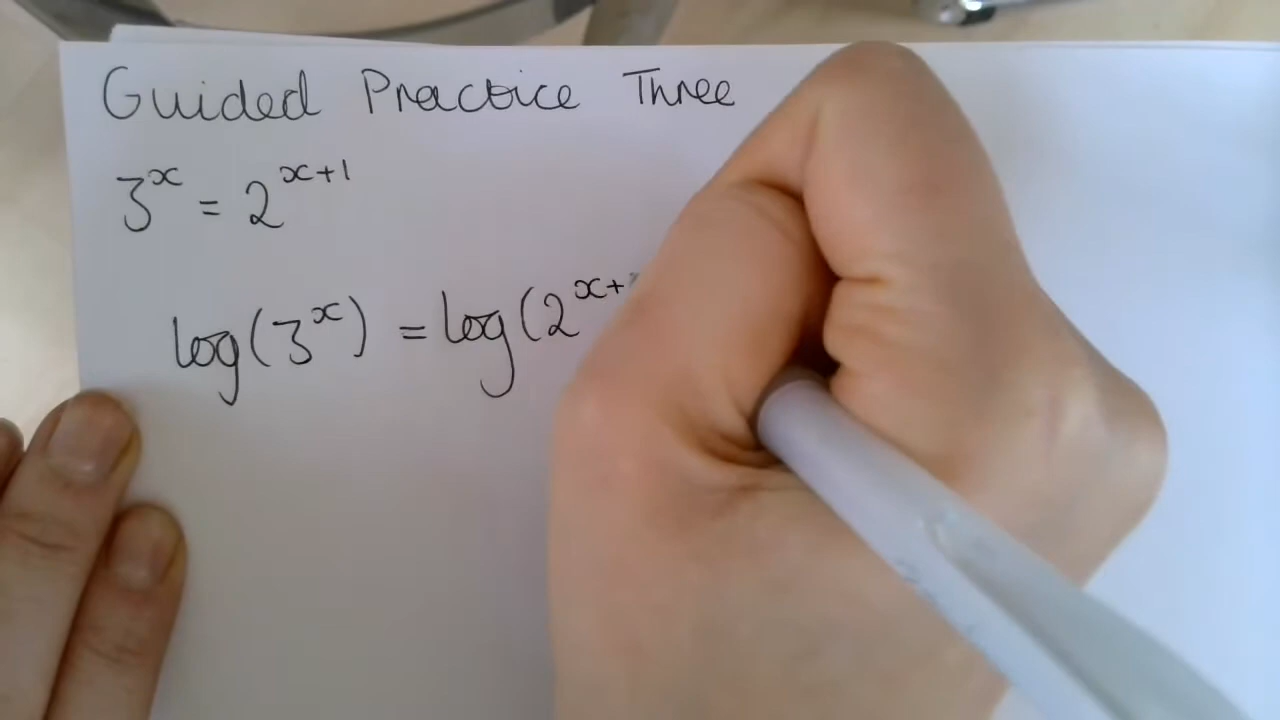 Guided Practice Three
3^x = 2^{x+1}
log(3^x) = log(2^{x+